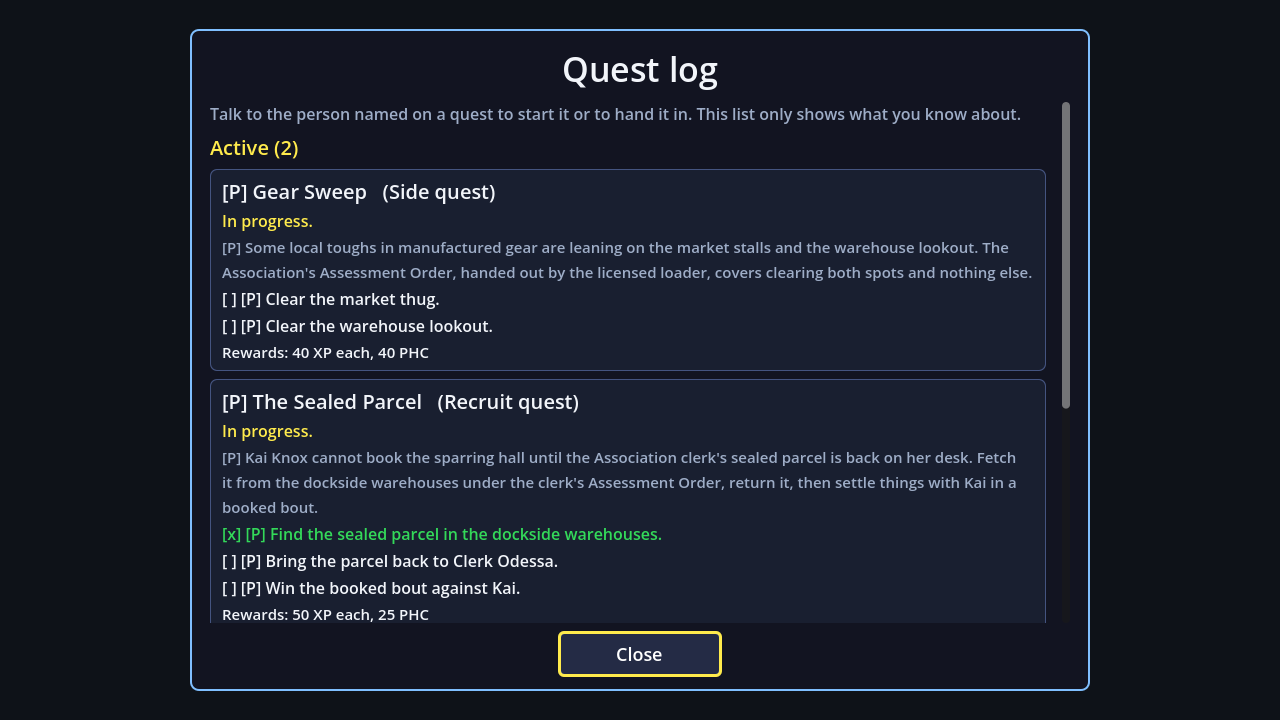 Quest log
Talk to the person named on a quest to start it or to hand it in. This list only shows what you know about.
Active (2)
[P] Gear Sweep (Side quest)
In progress.
[P] Some local toughs in manufactured gear are leaning on the market stalls and the warehouse lookout. The
Association's Assessment Order, handed out by the licensed loader, covers clearing both spots and nothing else.
[ ] [P] Clear the market thug.
[ ] [P] Clear the warehouse lookout.
Rewards: 40 XP each, 40 PHC
[P] The Sealed Parcel (Recruit quest)
In progress.
[P] Kai Knox cannot book the sparring hall until the Association clerk's sealed parcel is back on her desk. Fetch
it from the dockside warehouses under the clerk's Assessment Order, return it, then settle things with Kai in a
booked bout.
[x] [P] Find the sealed parcel in the dockside warehouses.
[ ] [P] Bring the parcel back to Clerk Odessa.
[ ] [P] Win the booked bout against Kai.
Rewards: 50 XP each, 25 PHC
Close